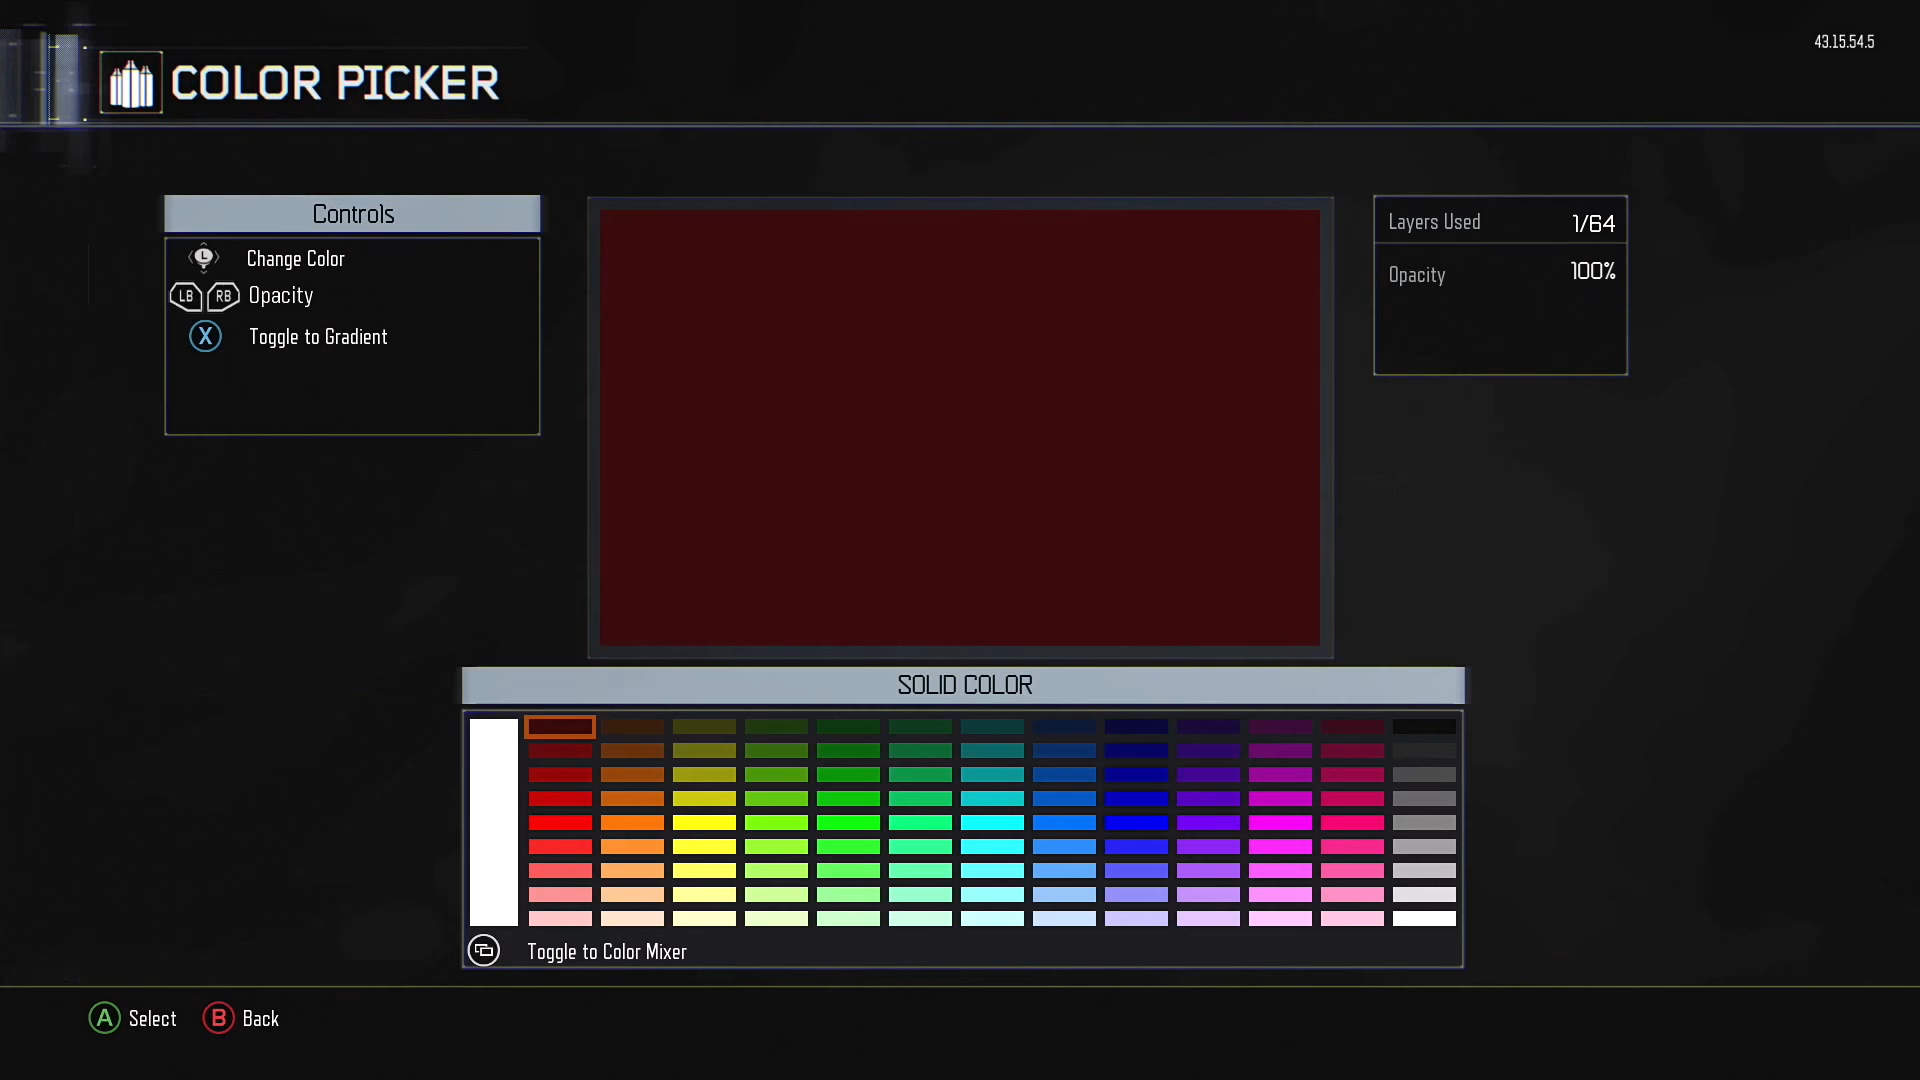 43.15.54.5
COLOR PICKER
Controls
L Change Color
LB RB Opacity
X Toggle to Gradient
Layers Used 1/64
Opacity 100%
SOLID COLOR
Toggle to Color Mixer
A Select B Back